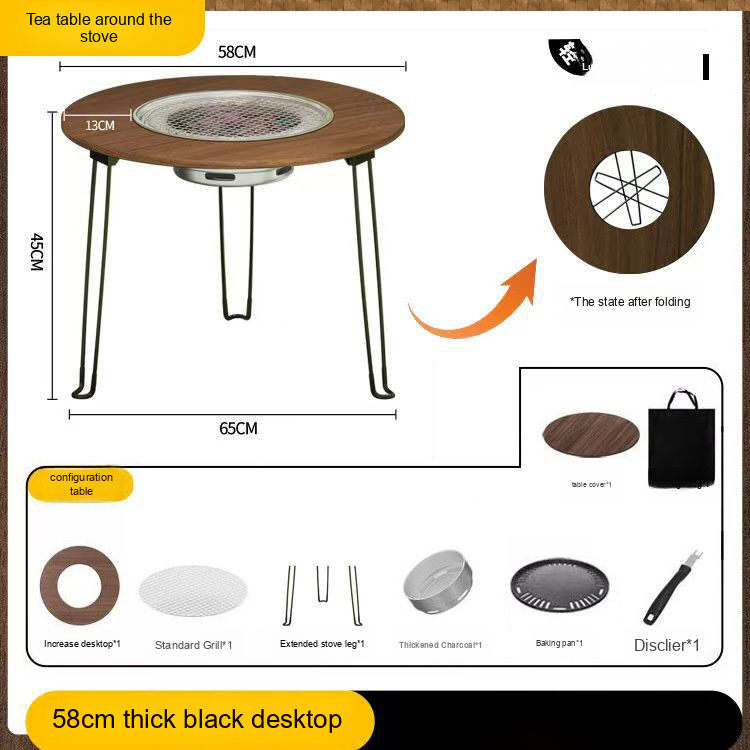 Tea table around the
stove
58CM
13CM
45CM
*The state after folding
65CM
table cover*1
configuration
table
Increase desktop*1
Standard Grill*1
Extended stove leg*1
Thickened Charcoal*1
Baking pan*1
Disclier*1
58cm thick black desktop